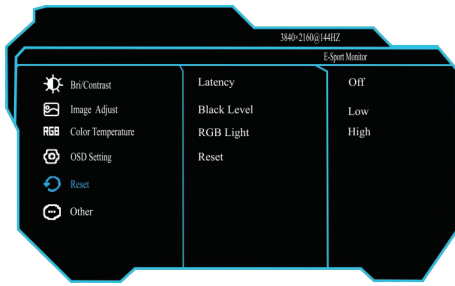 3840×2160@144HZ
E-Sport Monitor
Bri/Contrast
Image Adjust
RGB Color Temperature
OSD Setting
Reset
Other
Latency
Black Level
RGB Light
Reset
Off
Low
High